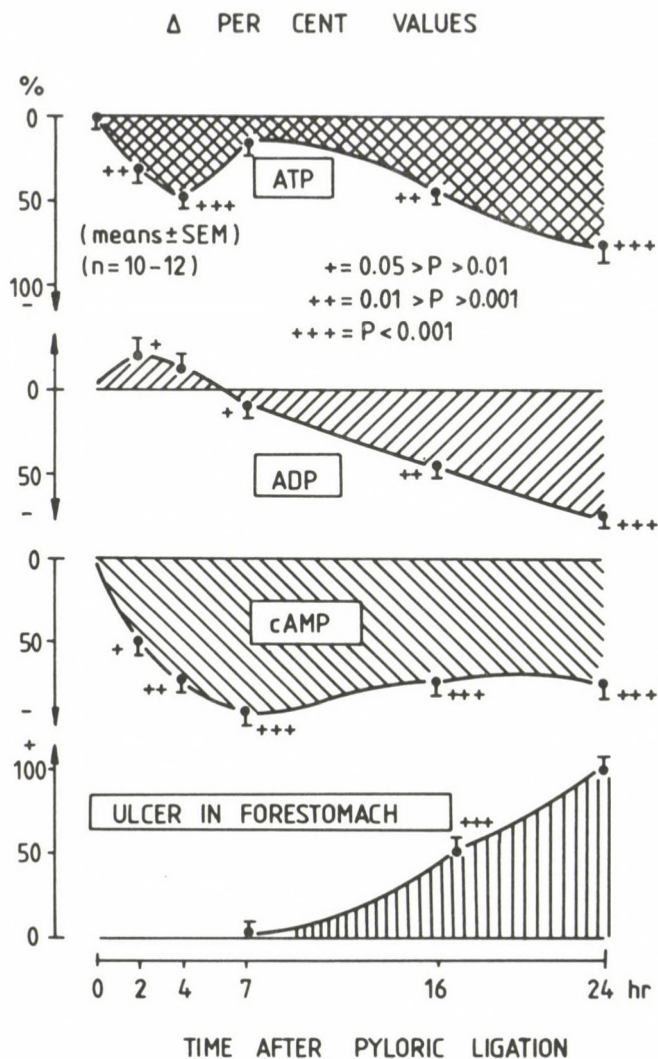 Δ PER CENT VALUES
%
0
50
100
-
++
+++
ATP
++
+++
(means±SEM)
(n=10-12)
+= 0.05 >P >0.01
++= 0.01 >P >0.001
+++= P<0.001
0
50
-
+
+
ADP
++
+++
0
50
-
cAMP
+
++
+++
+++
+++
+
100
50
0
ULCER IN FORESTOMACH
+++
0 2 4 7 16 24 hr
TIME AFTER PYLORIC LIGATION